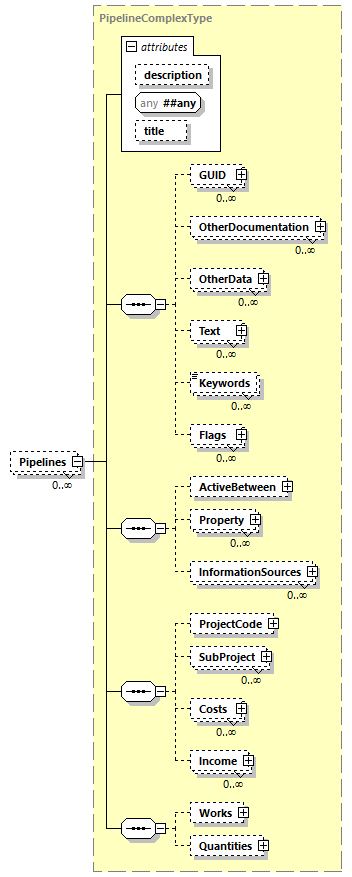 PipelineComplexType
attributes
description
any ##any
title
GUID
0..∞
OtherDocumentation
0..∞
OtherData
0..∞
Text
0..∞
Keywords
0..∞
Flags
0..∞
Pipelines
0..∞
ActiveBetween
Property
0..∞
InformationSources
0..∞
ProjectCode
SubProject
0..∞
Costs
0..∞
Income
0..∞
Works
Quantities